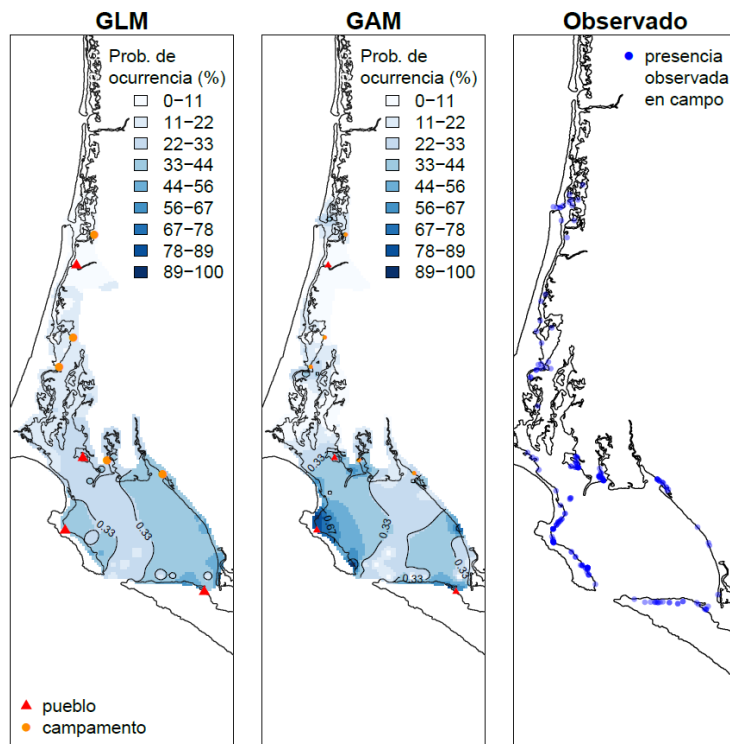 GLM
Prob. de
ocurrencia (%)
0−11
11−22
22−33
33−44
44−56
56−67
67−78
78−89
89−100
0.33
0.33
pueblo
campamento
GAM
Prob. de
ocurrencia (%)
0−11
11−22
22−33
33−44
44−56
56−67
67−78
78−89
89−100
0.33
0.67
0.33
0.33
0.33
Observado
presencia
observada
en campo